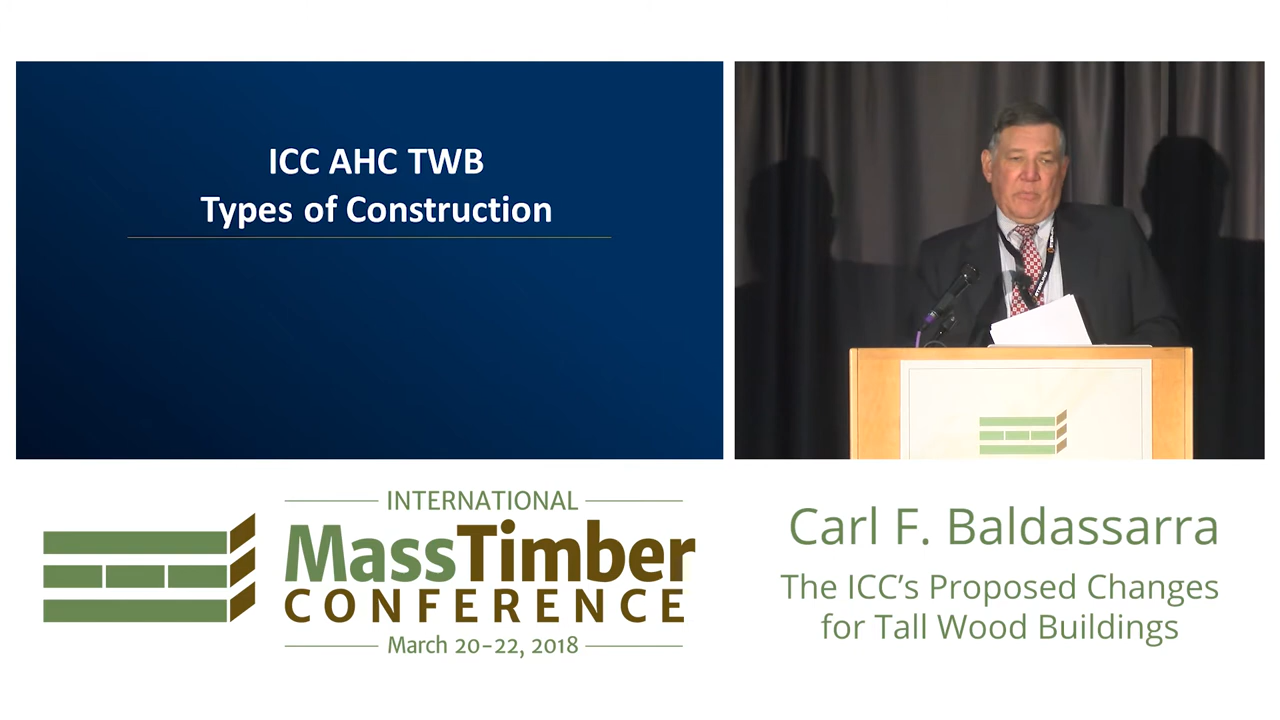 ICC AHC TWB
Types of Construction
INTERNATIONAL
MassTimber
CONFERENCE
March 20–22, 2018
Carl F. Baldassarra
The ICC’s Proposed Changes
for Tall Wood Buildings